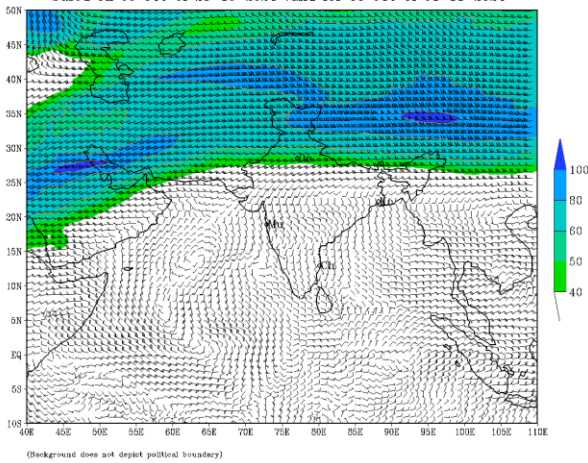 50N
45N
40N
35N
30N
25N
20N
15N
10N
5N
EQ
5S
10S
40E 45E 50E 55E 60E 65E 70E 75E 80E 85E 90E 95E 100E 105E 110E
Mu
Ch
100
80
60
50
40
(Background does not depict political boundary)